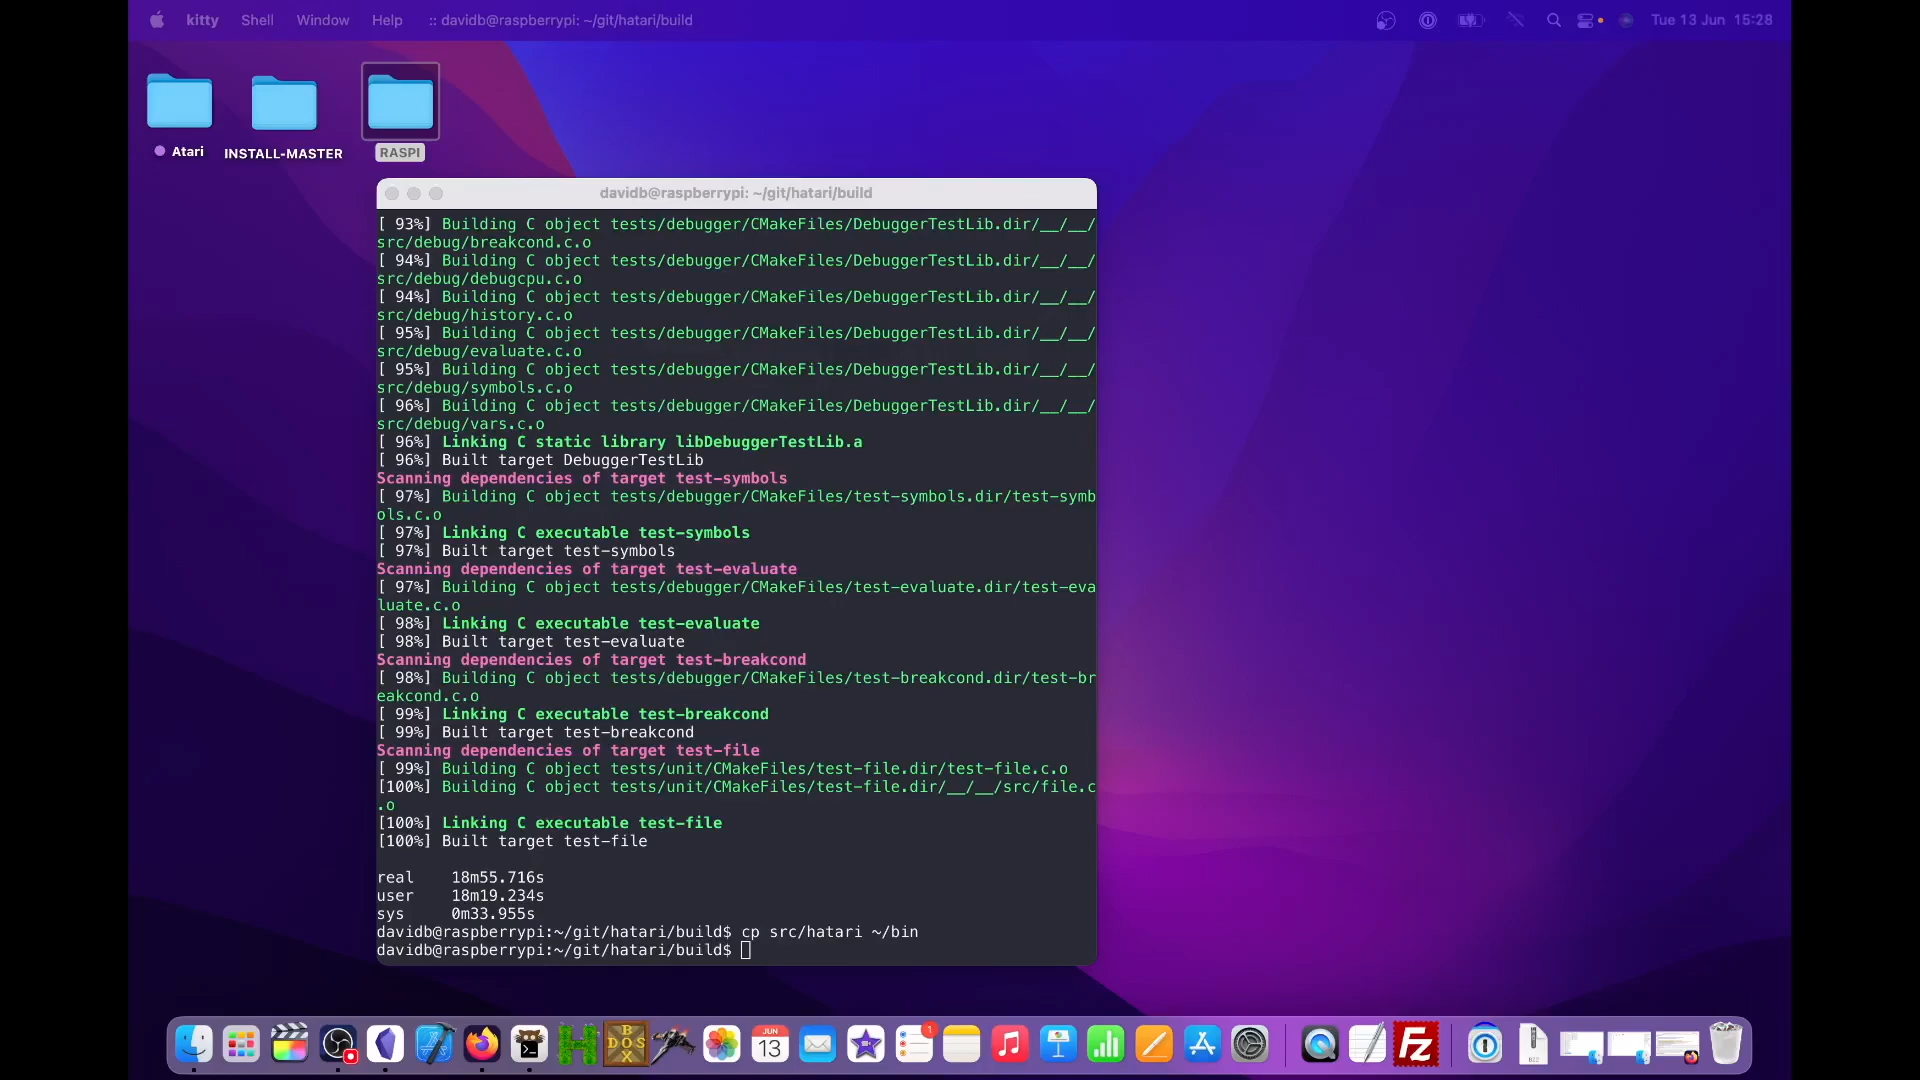 kitty Shell Window Help :: davidb@raspberrypi: ~/git/hatari/build Tue 13 Jun 15:28
Atari INSTALL-MASTER RASPI
davidb@raspberrypi: ~/git/hatari/build
[ 93%] Building C object tests/debugger/CMakeFiles/DebuggerTestLib.dir/__/__/
src/debug/breakcond.c.o
[ 94%] Building C object tests/debugger/CMakeFiles/DebuggerTestLib.dir/__/__/
src/debug/debugcpu.c.o
[ 94%] Building C object tests/debugger/CMakeFiles/DebuggerTestLib.dir/__/__/
src/debug/history.c.o
[ 95%] Building C object tests/debugger/CMakeFiles/DebuggerTestLib.dir/__/__/
src/debug/evaluate.c.o
[ 95%] Building C object tests/debugger/CMakeFiles/DebuggerTestLib.dir/__/__/
src/debug/symbols.c.o
[ 96%] Building C object tests/debugger/CMakeFiles/DebuggerTestLib.dir/__/__/
src/debug/vars.c.o
[ 96%] Linking C static library libDebuggerTestLib.a
[ 96%] Built target DebuggerTestLib
Scanning dependencies of target test-symbols
[ 97%] Building C object tests/debugger/CMakeFiles/test-symbols.dir/test-symb
ols.c.o
[ 97%] Linking C executable test-symbols
[ 97%] Built target test-symbols
Scanning dependencies of target test-evaluate
[ 97%] Building C object tests/debugger/CMakeFiles/test-evaluate.dir/test-eva
luate.c.o
[ 98%] Linking C executable test-evaluate
[ 98%] Built target test-evaluate
Scanning dependencies of target test-breakcond
[ 98%] Building C object tests/debugger/CMakeFiles/test-breakcond.dir/test-br
eakcond.c.o
[ 99%] Linking C executable test-breakcond
[ 99%] Built target test-breakcond
Scanning dependencies of target test-file
[ 99%] Building C object tests/unit/CMakeFiles/test-file.dir/test-file.c.o
[100%] Building C object tests/unit/CMakeFiles/test-file.dir/__/__/src/file.c
.o
[100%] Linking C executable test-file
[100%] Built target test-file
real 18m55.716s
user 18m19.234s
sys 0m33.955s
davidb@raspberrypi:~/git/hatari/build$ cp src/hatari ~/bin
davidb@raspberrypi:~/git/hatari/build$
BOX
DOS
JUN
13
1
Fz
BZ2